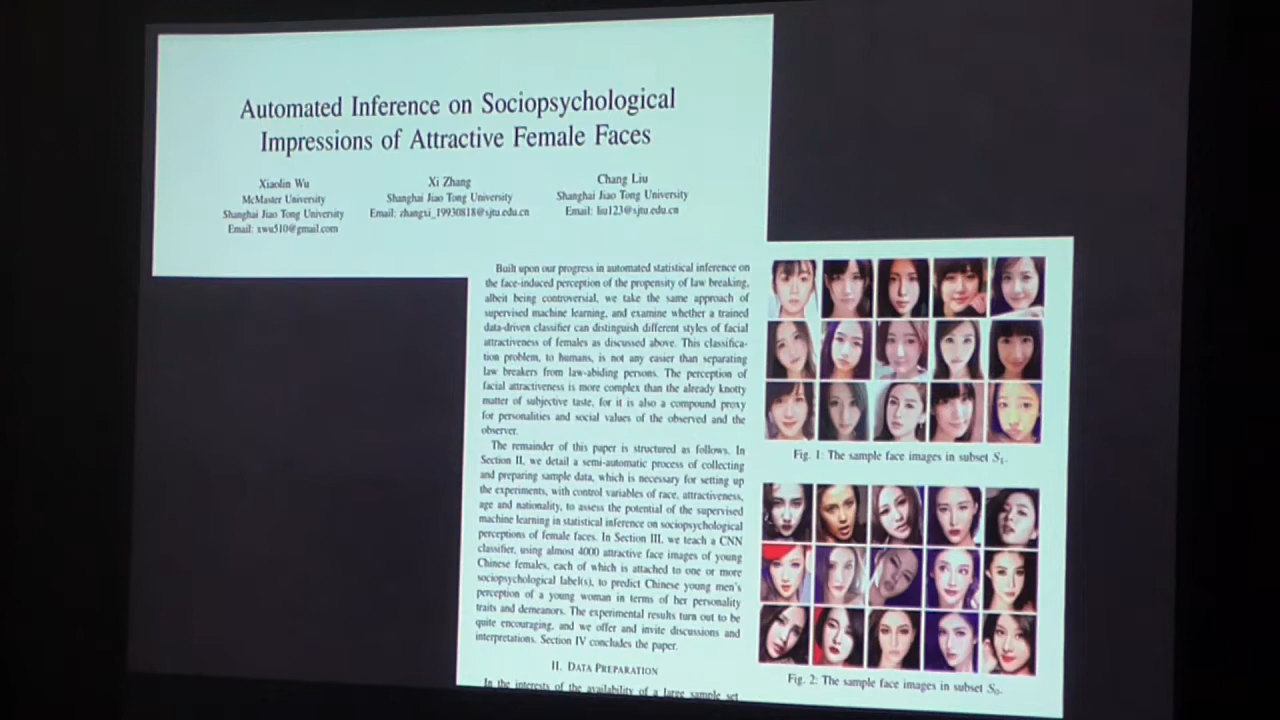 Automated Inference on Sociopsychological
Impressions of Attractive Female Faces
Xiaolin Wu
McMaster University
Shanghai Jiao Tong University
Email: xwu510@gmail.com
Xi Zhang
Shanghai Jiao Tong University
Email: zhangxi_19930818@sjtu.edu.cn
Chang Liu
Shanghai Jiao Tong University
Email: liu123@sjtu.edu.cn
Built upon our progress in automated statistical inference on
the face-induced perception of the propensity of law breaking,
albeit being controversial, we take the same approach of
supervised machine learning, and examine whether a trained
data-driven classifier can distinguish different styles of facial
attractiveness of females as discussed above. This classifica-
tion problem, to humans, is not any easier than separating
law breakers from law-abiding persons. The perception of
facial attractiveness is more complex than the already knotty
matter of subjective taste, for it is also a compound proxy
for personalities and social values of the observed and the
observer.
The remainder of this paper is structured as follows. In
Section II, we detail a semi-automatic process of collecting
and preparing sample data, which is necessary for setting up
the experiments, with control variables of race, attractiveness,
age and nationality, to assess the potential of the supervised
machine learning in statistical inference on sociopsychological
perceptions of female faces. In Section III, we teach a CNN
classifier, using almost 4000 attractive face images of young
Chinese females, each of which is attached to one or more
sociopsychological label(s), to predict Chinese young men's
perception of a young woman in terms of her personality
traits and demeanors. The experimental results turn out to be
quite encouraging, and we offer and invite discussions and
interpretations. Section IV concludes the paper.
II. DATA PREPARATION
In the interests of the availability of a large sample set
Fig. 1: The sample face images in subset S1.
Fig. 2: The sample face images in subset S0.